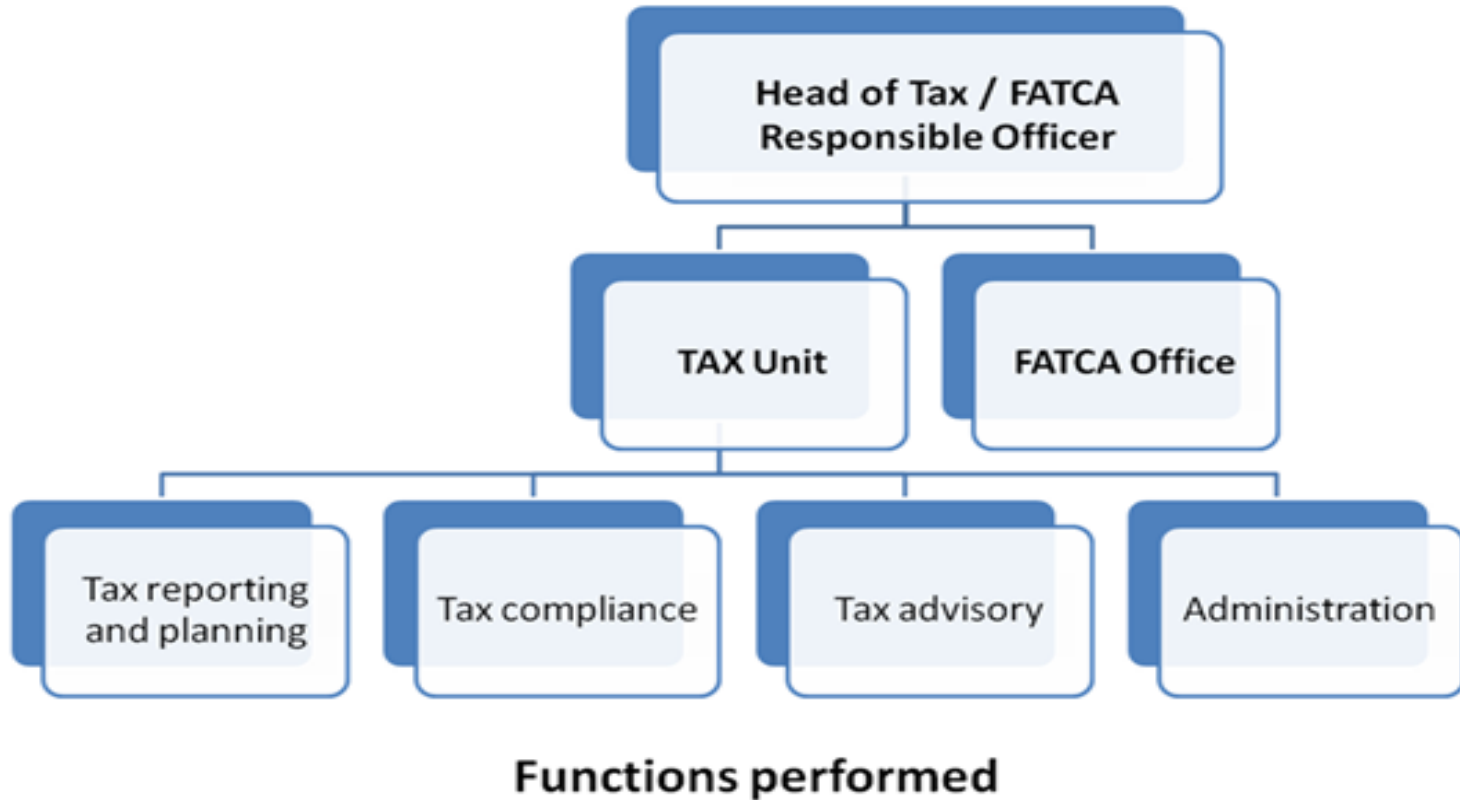 Head of Tax / FATCA
Responsible Officer
TAX Unit
FATCA Office
Tax reporting
and planning
Tax compliance
Tax advisory
Administration
Functions performed